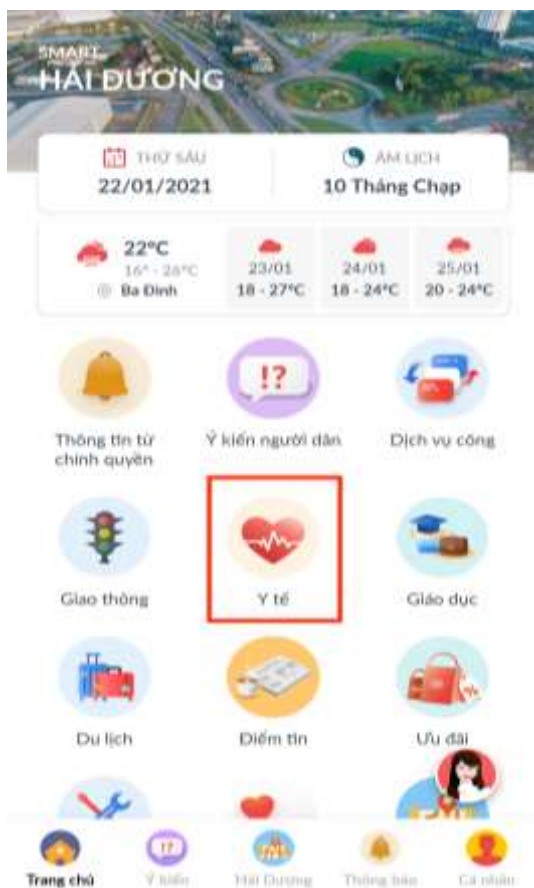 SMART
HẢI DƯƠNG
THỨ SÁU
22/01/2021
ÂM LỊCH
10 Tháng Chạp
22°C
16° - 26°C
Ba Đình
23/01
18 - 27°C
24/01
18 - 24°C
25/01
20 - 24°C
!?
Thông tin từ
chính quyền
Ý kiến người dân
Dịch vụ công
Giao thông
Y tế
Giáo dục
Du lịch
Điểm tin
Ưu đãi
Trang chủ
Ý kiến
Hải Dương
Thông báo
Cá nhân